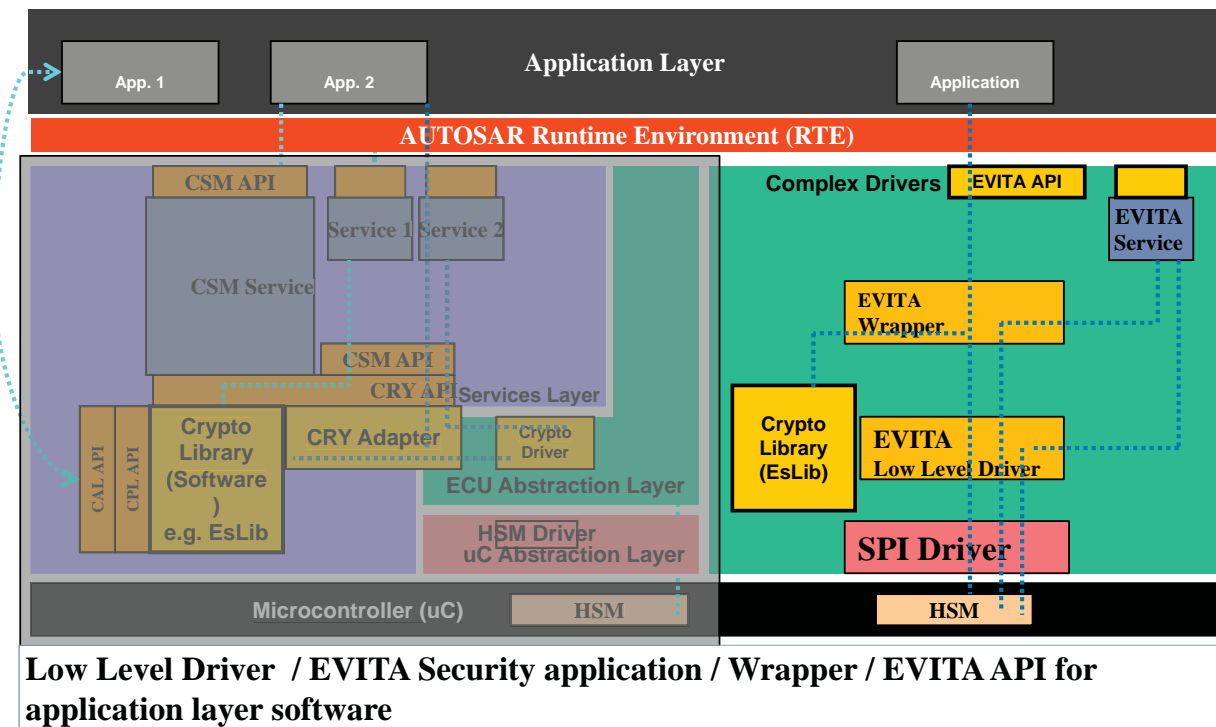 Application Layer
App. 1
App. 2
Application
AUTOSAR Runtime Environment (RTE)
CSM API
Service 1
Service 2
CSM Service
CSM API
CRY API
Services Layer
CAL API
CPL API
Crypto
Library
(Software
)
e.g. EsLib
CRY Adapter
Crypto
Driver
ECU Abstraction Layer
HSM Driver
uC Abstraction Layer
Microcontroller (uC)
HSM
Complex Drivers
EVITA API
EVITA
Service
EVITA
Wrapper
Crypto
Library
(EsLib)
EVITA
Low Level Driver
SPI Driver
HSM
Low Level Driver / EVITA Security application / Wrapper / EVITA API for
application layer software